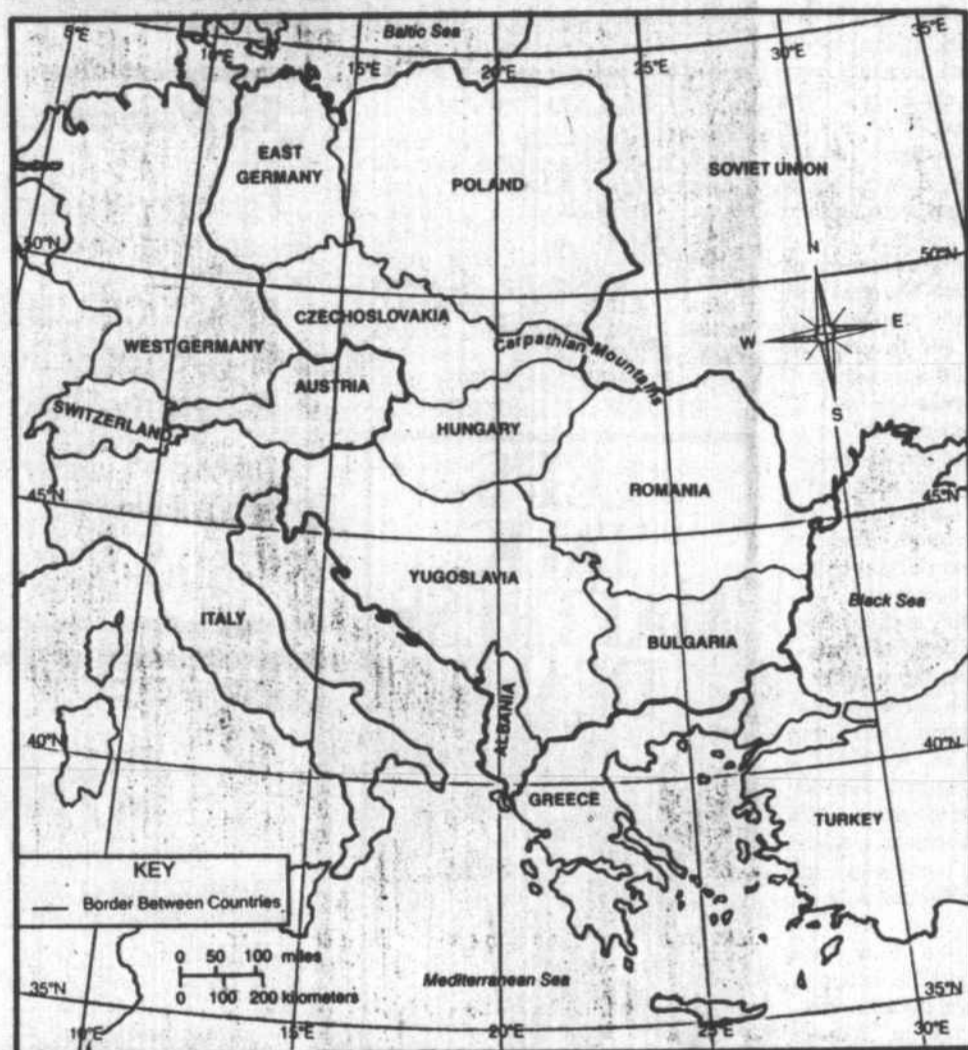 5°E
10°E
Baltic Sea
15°E
20°E
25°E
30°E
35°E
EAST
GERMANY
POLAND
SOVIET UNION
50°N
N
50°N
CZECHOSLOVAKIA
E
WEST GERMANY
Carpathian Mountains
W
AUSTRIA
SWITZERLAND
HUNGARY
S
45°N
ROMANIA
45°N
YUGOSLAVIA
Black Sea
ITALY
BULGARIA
ALBANIA
40°N
40°N
GREECE
TURKEY
KEY
Border Between Countries
0 50 100 miles
0 100 200 kilometers
Mediterranean Sea
35°N
35°N
10°E
15°E
20°E
25°E
30°E